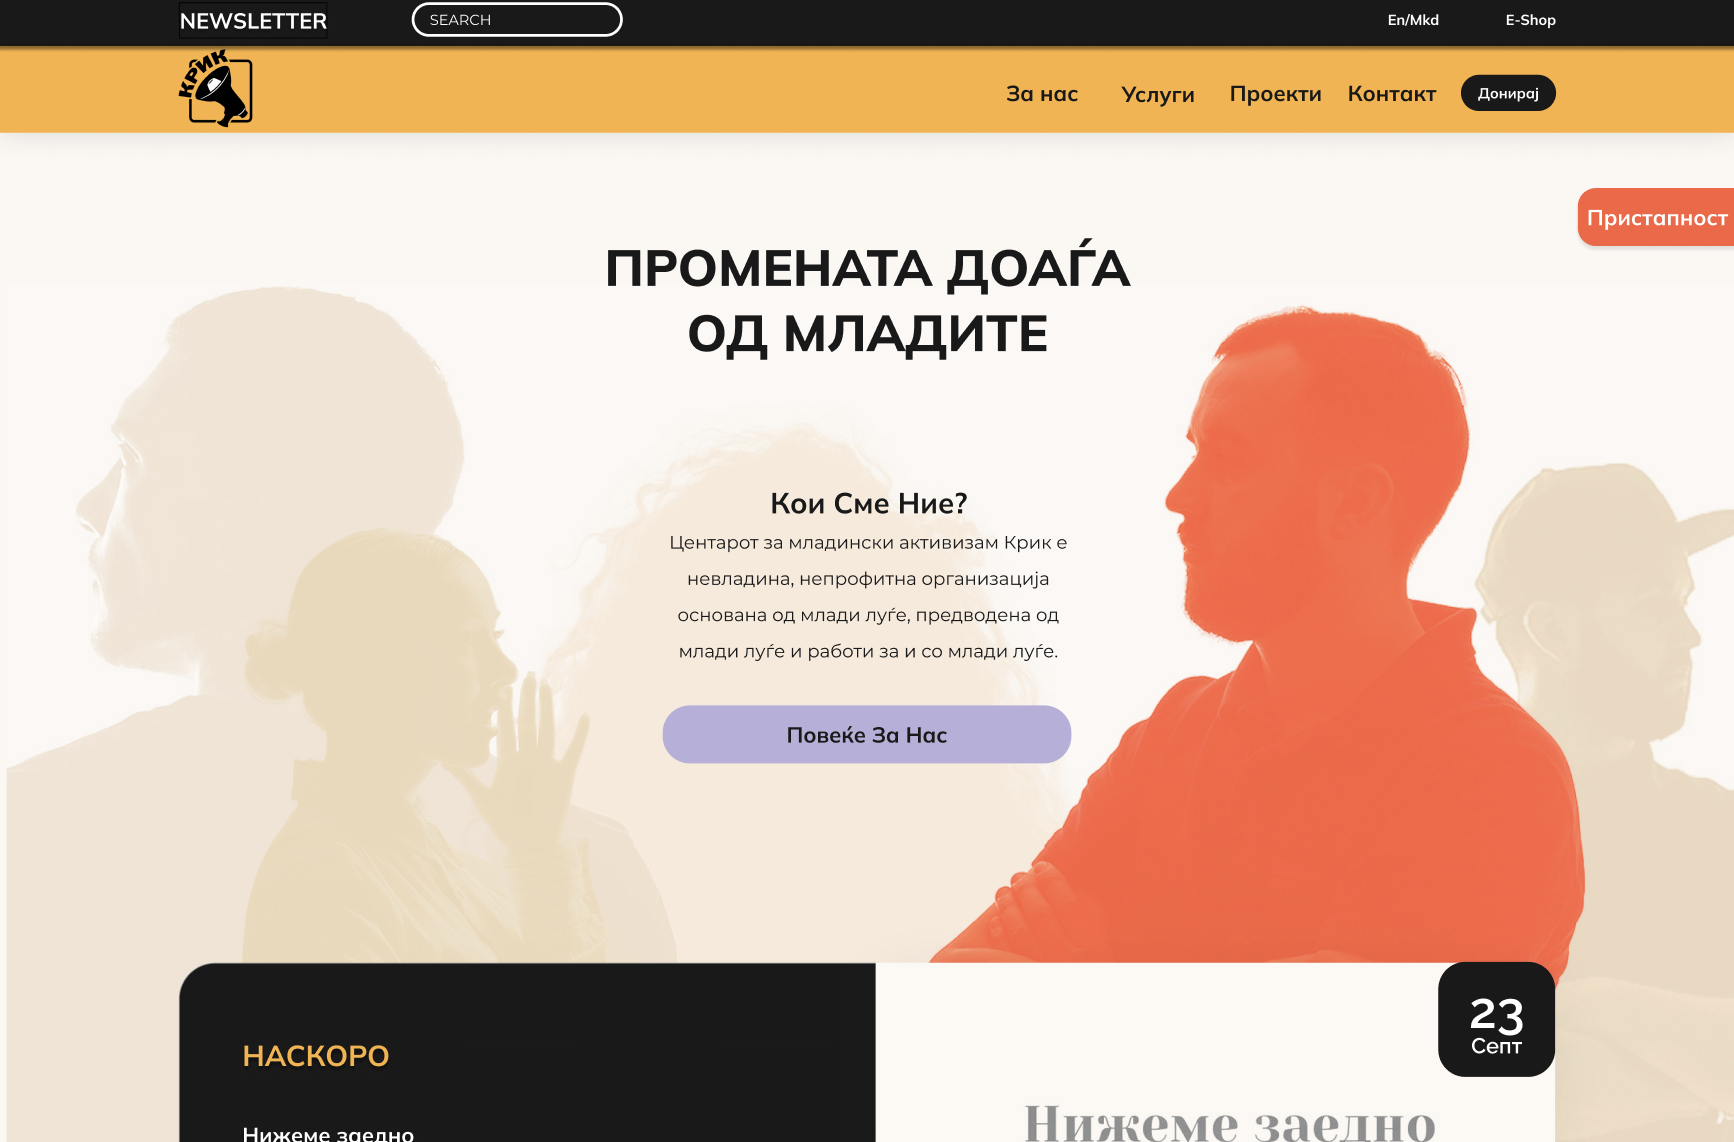 NEWSLETTER
SEARCH
En/Mkd
E-Shop
КРИК
За нас
Услуги
Проекти
Контакт
Донирај
Пристапност
ПРОМЕНАТА ДОАЃА
ОД МЛАДИТЕ
Кои Сме Ние?
Центарот за младински активизам Крик е
невладина, непрофитна организација
основана од млади луѓе, предводена од
млади луѓе и работи за и со млади луѓе.
Повеќе За Нас
23
Септ
НАСКОРО
Нижеме заедно
Нижеме заедно